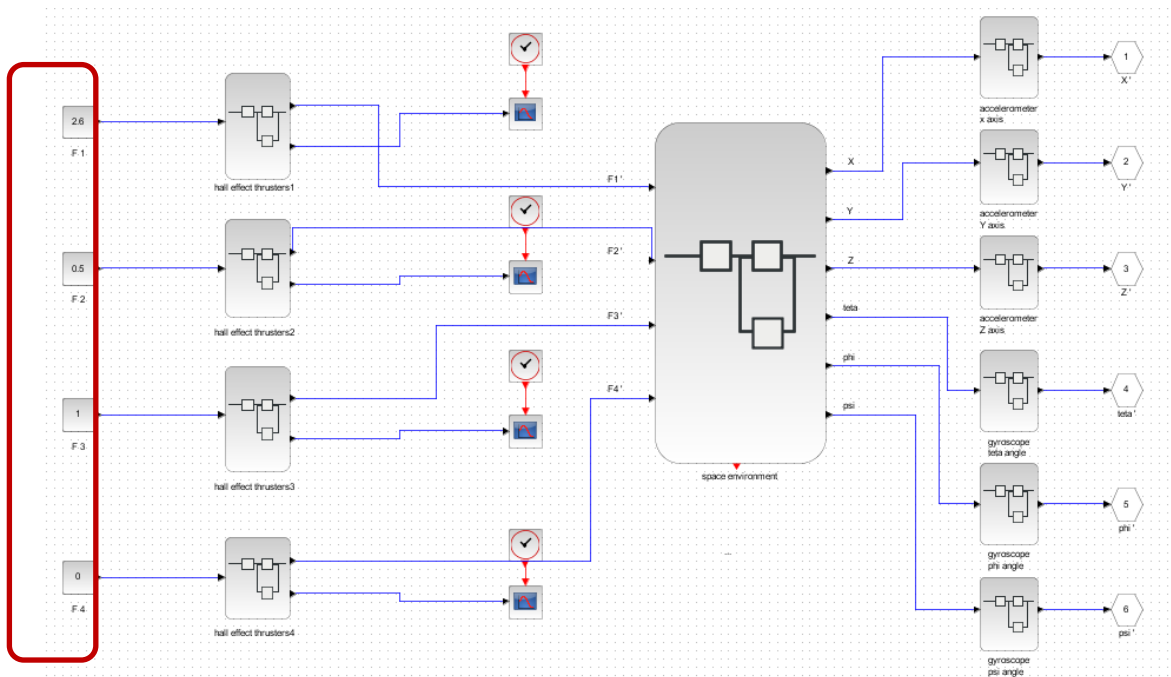 2.6
F 1
hall effect thrusters1
0.5
F 2
hall effect thrusters2
1
F 3
hall effect thrusters3
0
F 4
hall effect thrusters4
F1 '
F2 '
F3 '
F4 '
space environment
...
X
Y
Z
teta
phi
psi
accelerometer
x axis
1
X '
accelerometer
Y axis
2
Y '
accelerometer
Z axis
3
Z '
gyroscope
teta angle
4
teta '
gyroscope
phi angle
5
phi '
gyroscope
psi angle
6
psi '